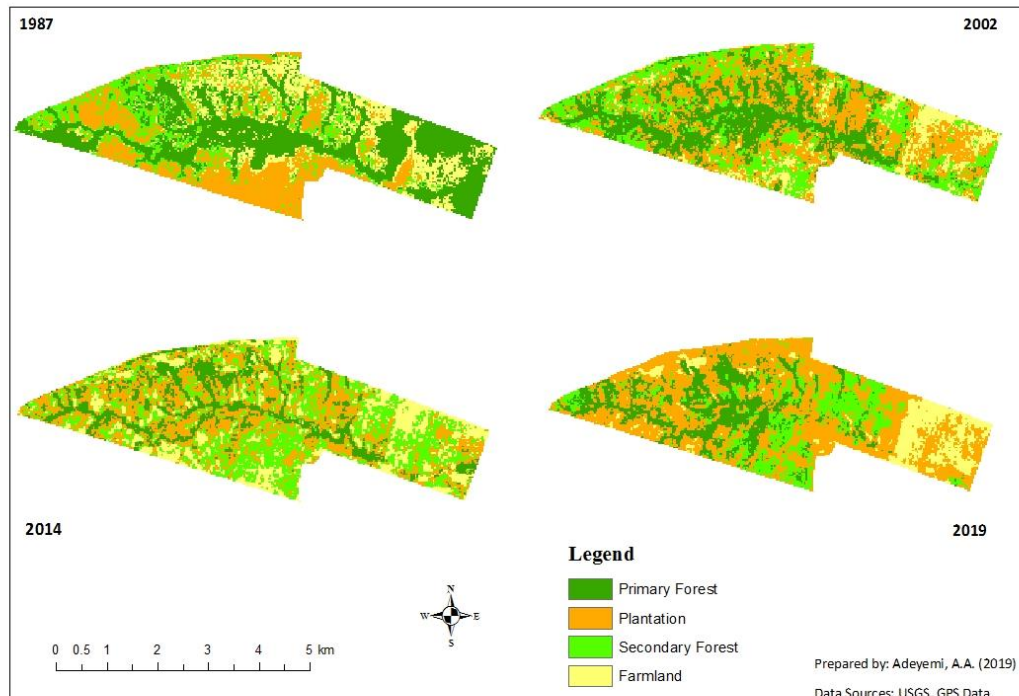 1987
2002
2014
2019
Legend
Primary Forest
Plantation
Secondary Forest
Farmland
N
W E
S
0 0.5 1 2 3 4 5 km
Prepared by: Adeyemi, A.A. (2019)
Data Sources: USGS, GPS Data